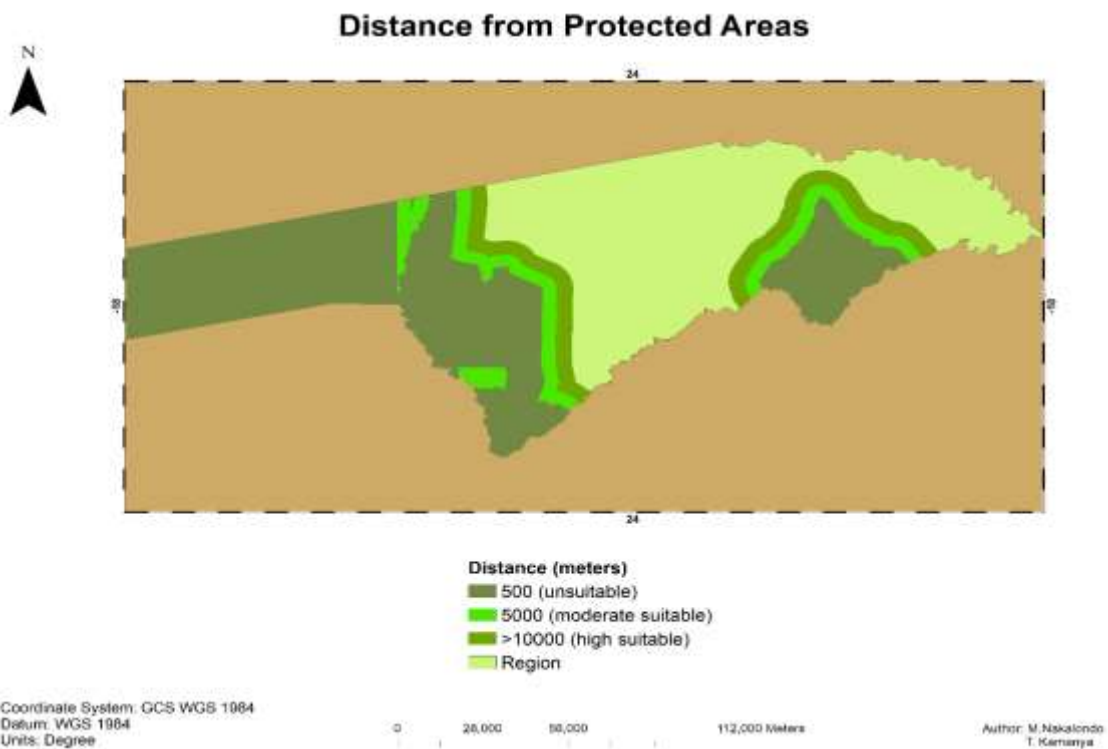 Distance from Protected Areas
N
24
-18
-18
24
Distance (meters)
500 (unsuitable)
5000 (moderate suitable)
>10000 (high suitable)
Region
Coordinate System: GCS WGS 1984
Datum: WGS 1984
Units: Degree
0 28,000 56,000 112,000 Meters
Author: M.Nakalondo
T. Kamanya